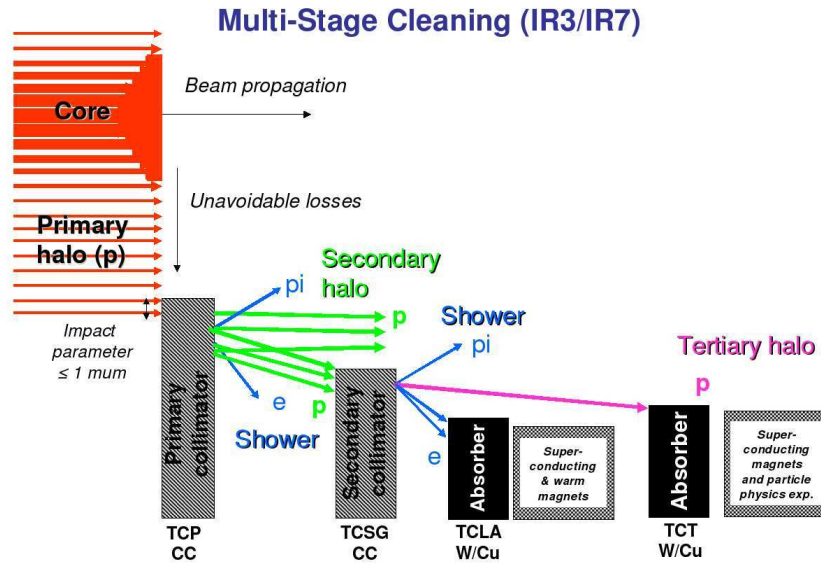 Multi-Stage Cleaning (IR3/IR7)
Core
Beam propagation
Unavoidable losses
Primary
halo (p)
Impact
parameter
≤ 1 mum
Primary
collimator
pi
e
Shower
Secondary
halo
p
p
Secondary
collimator
Shower
pi
e
Absorber
Super-
conducting
& warm
magnets
Tertiary halo
p
Absorber
Super-
conducting
magnets
and particle
physics exp.
TCP
CC
TCSG
CC
TCLA
W/Cu
TCT
W/Cu